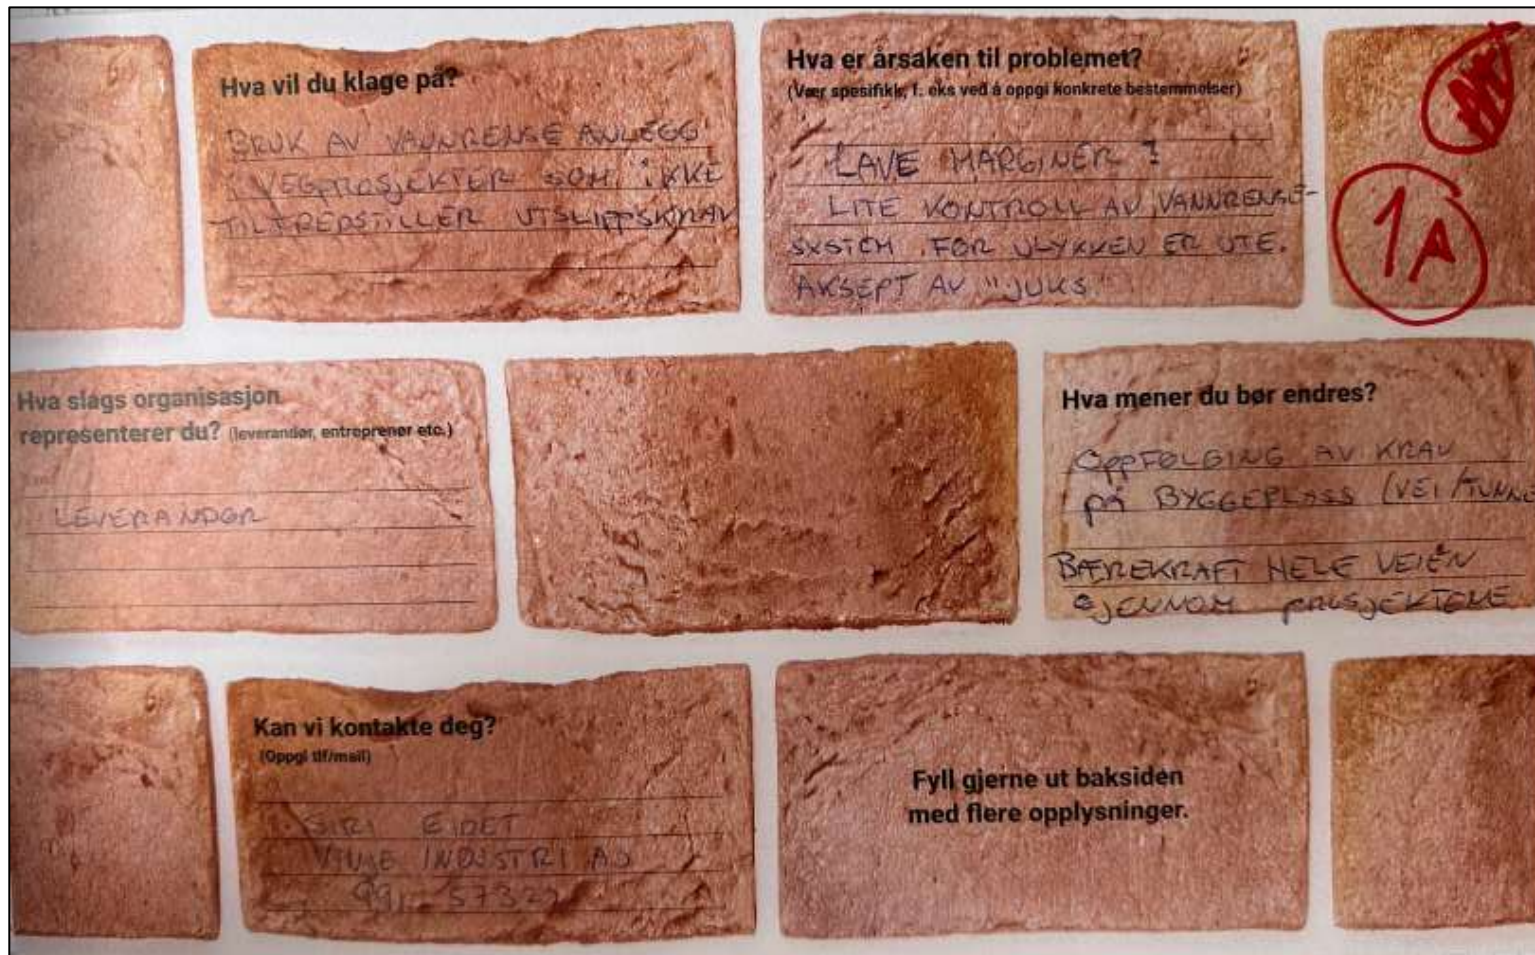 Hva vil du klage på?
BRUK AV VANNRENSE ANLEGG
i VEGPROSJEKTER SOM iKKE
TILFREDSTILLER UTSLIPPSKRAV
Hva er årsaken til problemet?
(Vær spesifikk, f. eks ved å oppgi konkrete bestemmelser)
LAVE MARGINER ?
LITE KONTROLL AV VANNRENSE-
SYSTEM FØR ULYKKEN ER UTE.
AKSEPT AV "JUKS"
1A
Hva slags organisasjon
representerer du? (leverandør, entreprenør etc.)
LEVERANDØR
Hva mener du bør endres?
OppFØLGING AV KRAV
på BYGGEPLASS (VEI/TUNNE
BÆREKRAFT HELE VEIEN
GJENNOM PROSJEKTENE
Kan vi kontakte deg?
(Oppgi tlf/mail)
SIRI EIDET
INDUSTRI AS
Fyll gjerne ut baksiden
med flere opplysninger.